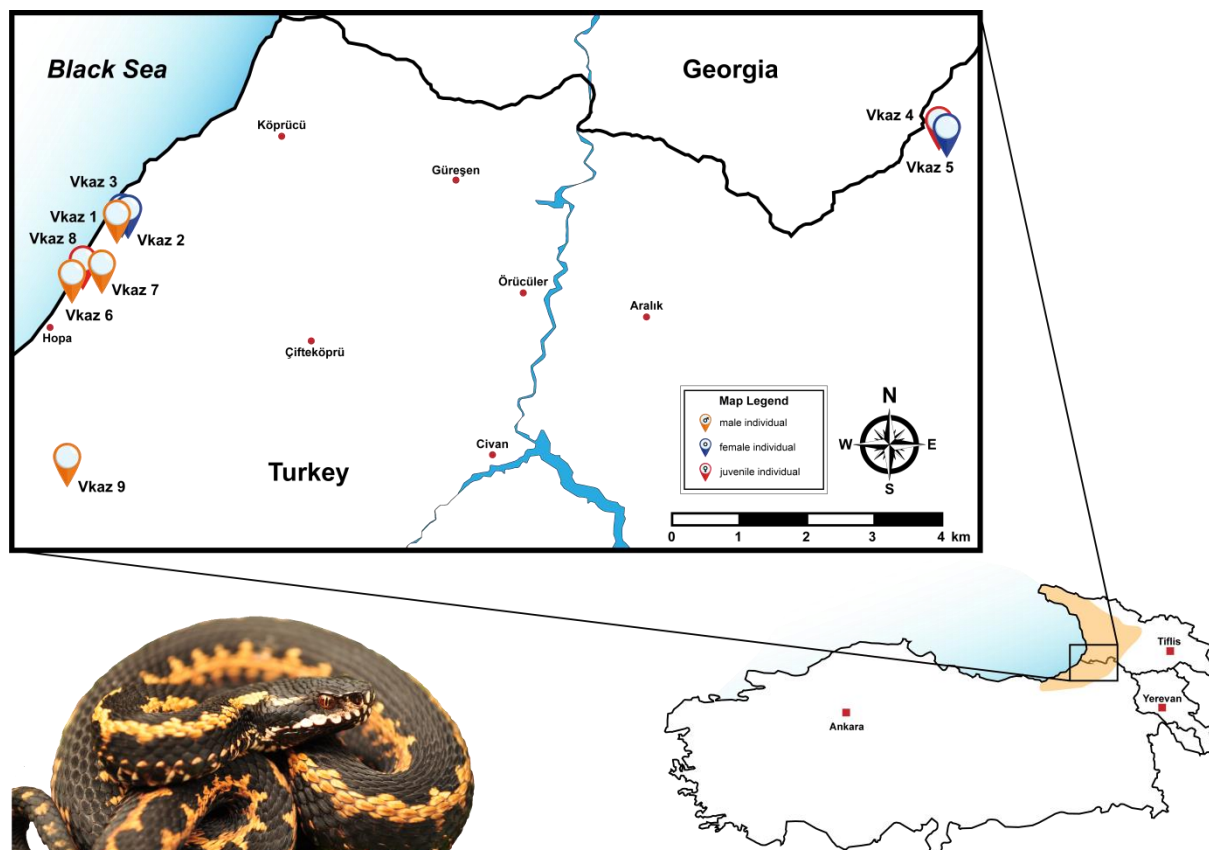 Black Sea
Georgia
Köprücü
Güreşen
Vkaz 4
Vkaz 5
Vkaz 3
Vkaz 1
Vkaz 2
Vkaz 8
Vkaz 7
Vkaz 6
Hopa
Örücüler
Aralık
Çifteköprü
Map Legend
male individual
female individual
juvenile individual
N
W
E
S
Civan
Turkey
Vkaz 9
0 1 2 3 4 km
Tiflis
Yerevan
Ankara